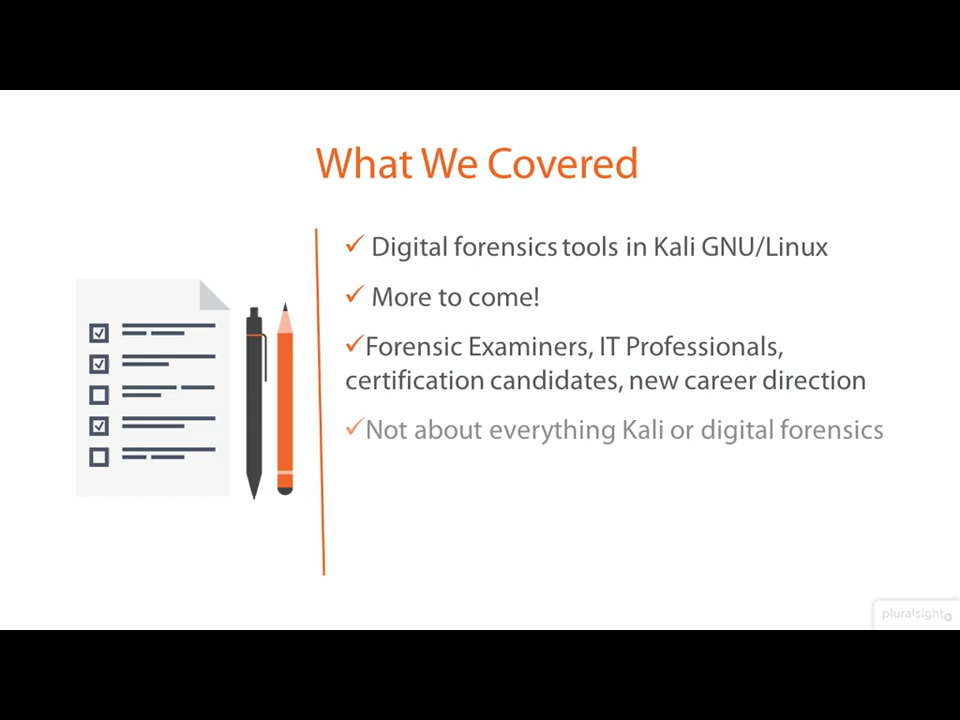 What We Covered
✓ Digital forensics tools in Kali GNU/Linux
✓ More to come!
✓Forensic Examiners, IT Professionals,
certification candidates, new career direction
✓Not about everything Kali or digital forensics
pluralsight